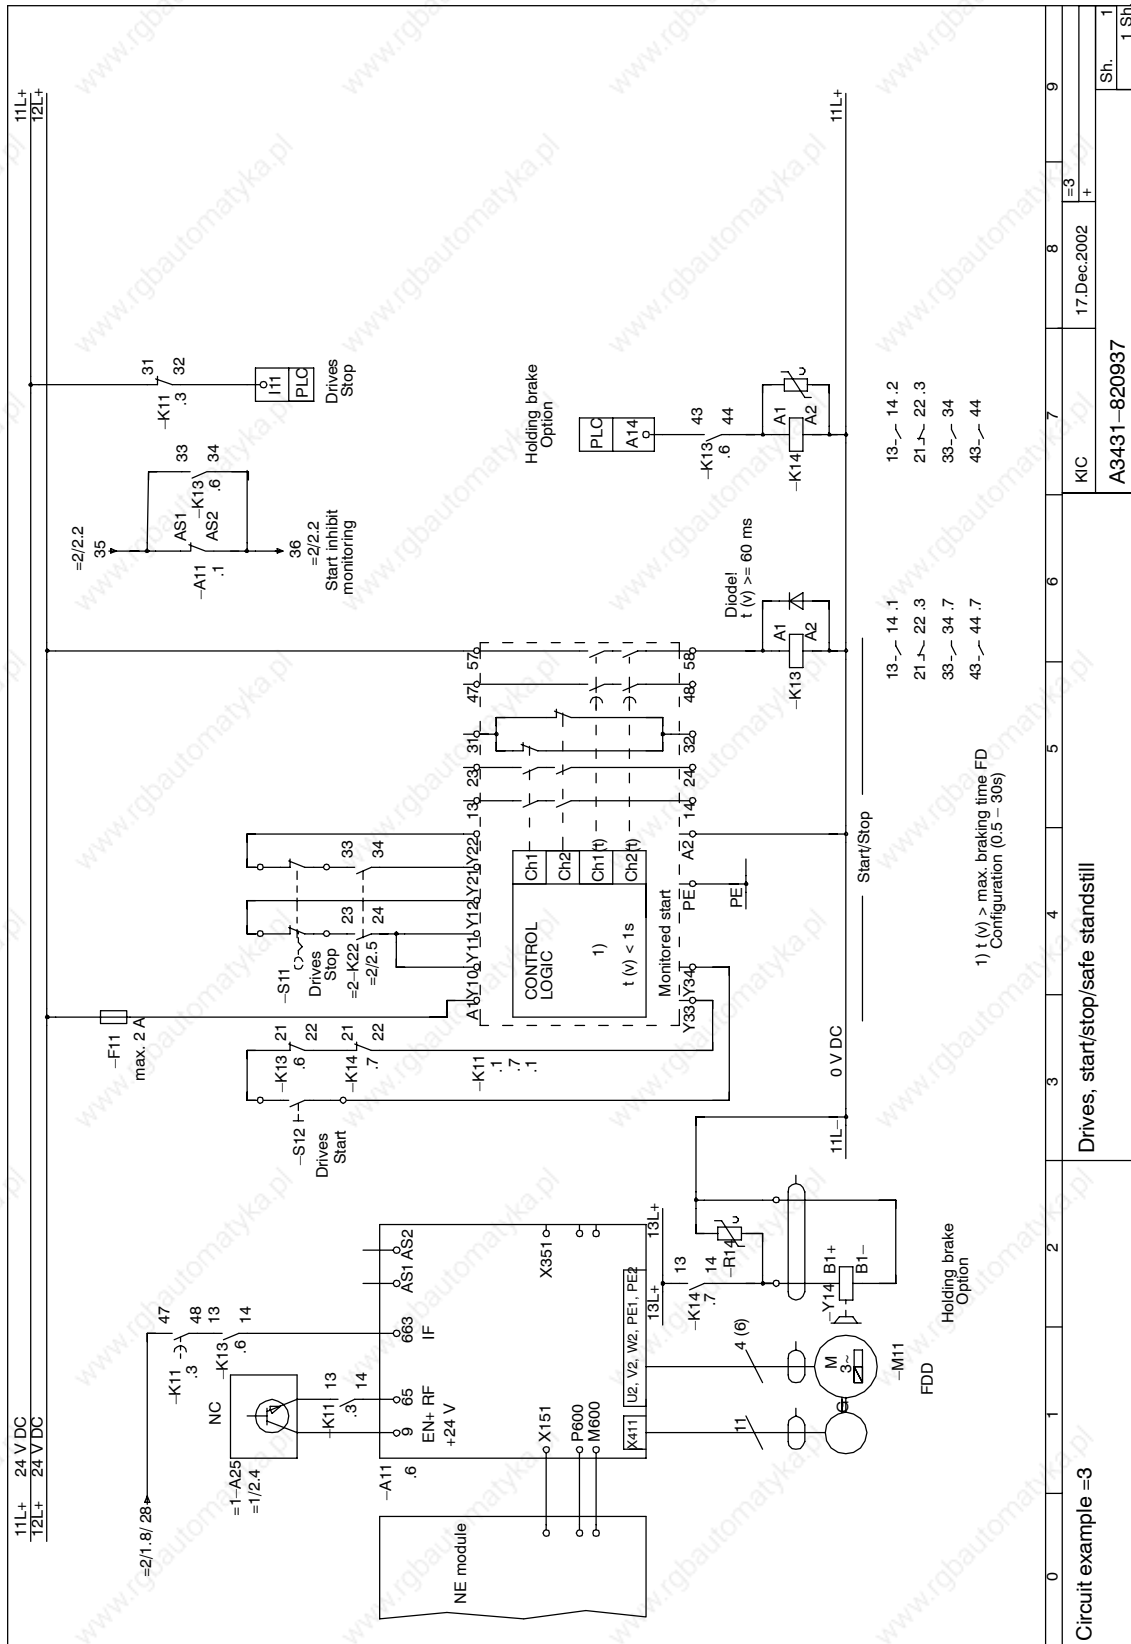 11L+ 24 V DC
12L+ 24 V DC
11L+
12L+
=2/1.8/ 28
=1–A25
=1/2.4
NC
–K11
.3
47
48
–K13
.6
13
14
–K11
.3
13
14
–A11
.6
9
65
663
AS1
AS2
EN+ RF
+24 V
IF
NE module
X151
P600
M600
X351
X411
U2, V2, W2, PE1, PE2
11
4 (6)
M
3~
G
–M11
FDD
13L+
13L+
–K14
.7
13
14
–R14
–Y14
B1+
B1–
Holding brake
Option
11L–
0 V DC
–S12
Drives
Start
–K13
.6
21
22
–K14
.7
21
22
–F11
max. 2 A
–K11
.1
.7
.1
–S11
Drives
Stop
=2–K22
=2/2.5
23
24
33
34
A1
Y10
Y11
Y12
Y21
Y22
13
23
31
47
57
CONTROL
LOGIC
1)
t (v) < 1s
Ch1
Ch2
Ch1(t)
Ch2(t)
Monitored start
Y33
Y34
PE
A2
14
24
32
48
58
PE
=2/2.2
35
–A11
.1
AS1
AS2
–K13
.6
33
34
36
=2/2.2
Start inhibit
monitoring
–K11
.3
31
32
I11
PLC
Drives
Stop
Diode!
t (v) >= 60 ms
–K13
A1
A2
Holding brake
Option
PLC
A14
–K13
.6
43
44
–K14
A1
A2
11L+
Start/Stop
13 14 .1
21 22 .3
33 34 .7
43 44 .7
13 14 .2
21 22 .3
33 34
43 44
1) t (v) > max. braking time FD
Configuration (0.5 – 30s)
0 1 2 3 4 5 6 7 8 9
Circuit example =3
Drives, start/stop/safe standstill
KIC
17.Dec.2002
=3
+
A3431–820937
Sh. 1
1 Sh.
www.rgbautomatyka.pl